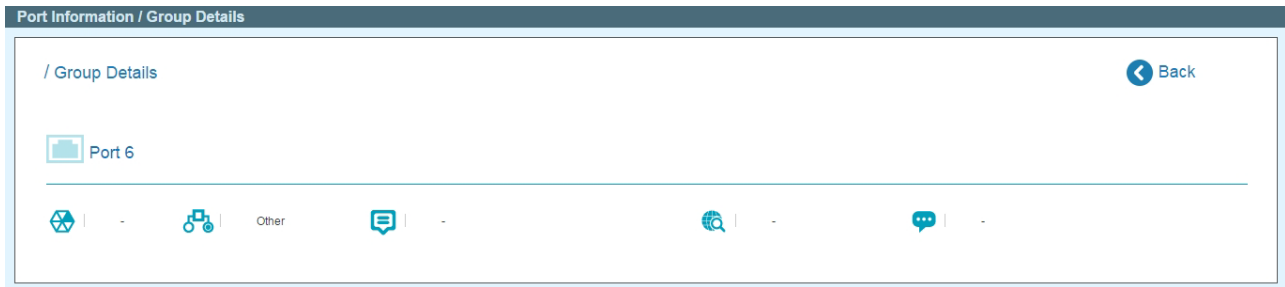 Port Information / Group Details
/ Group Details
Back
Port 6
- Other - - -